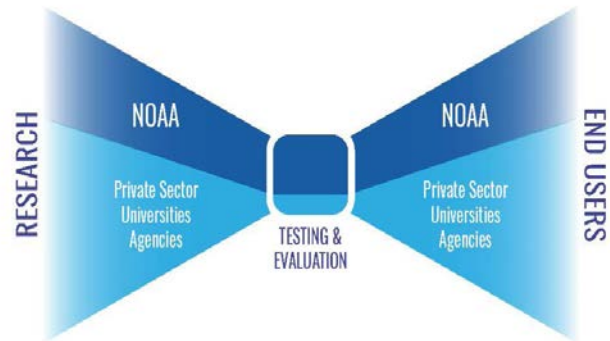 RESEARCH
NOAA
Private Sector
Universities
Agencies
TESTING &
EVALUATION
NOAA
Private Sector
Universities
Agencies
END USERS